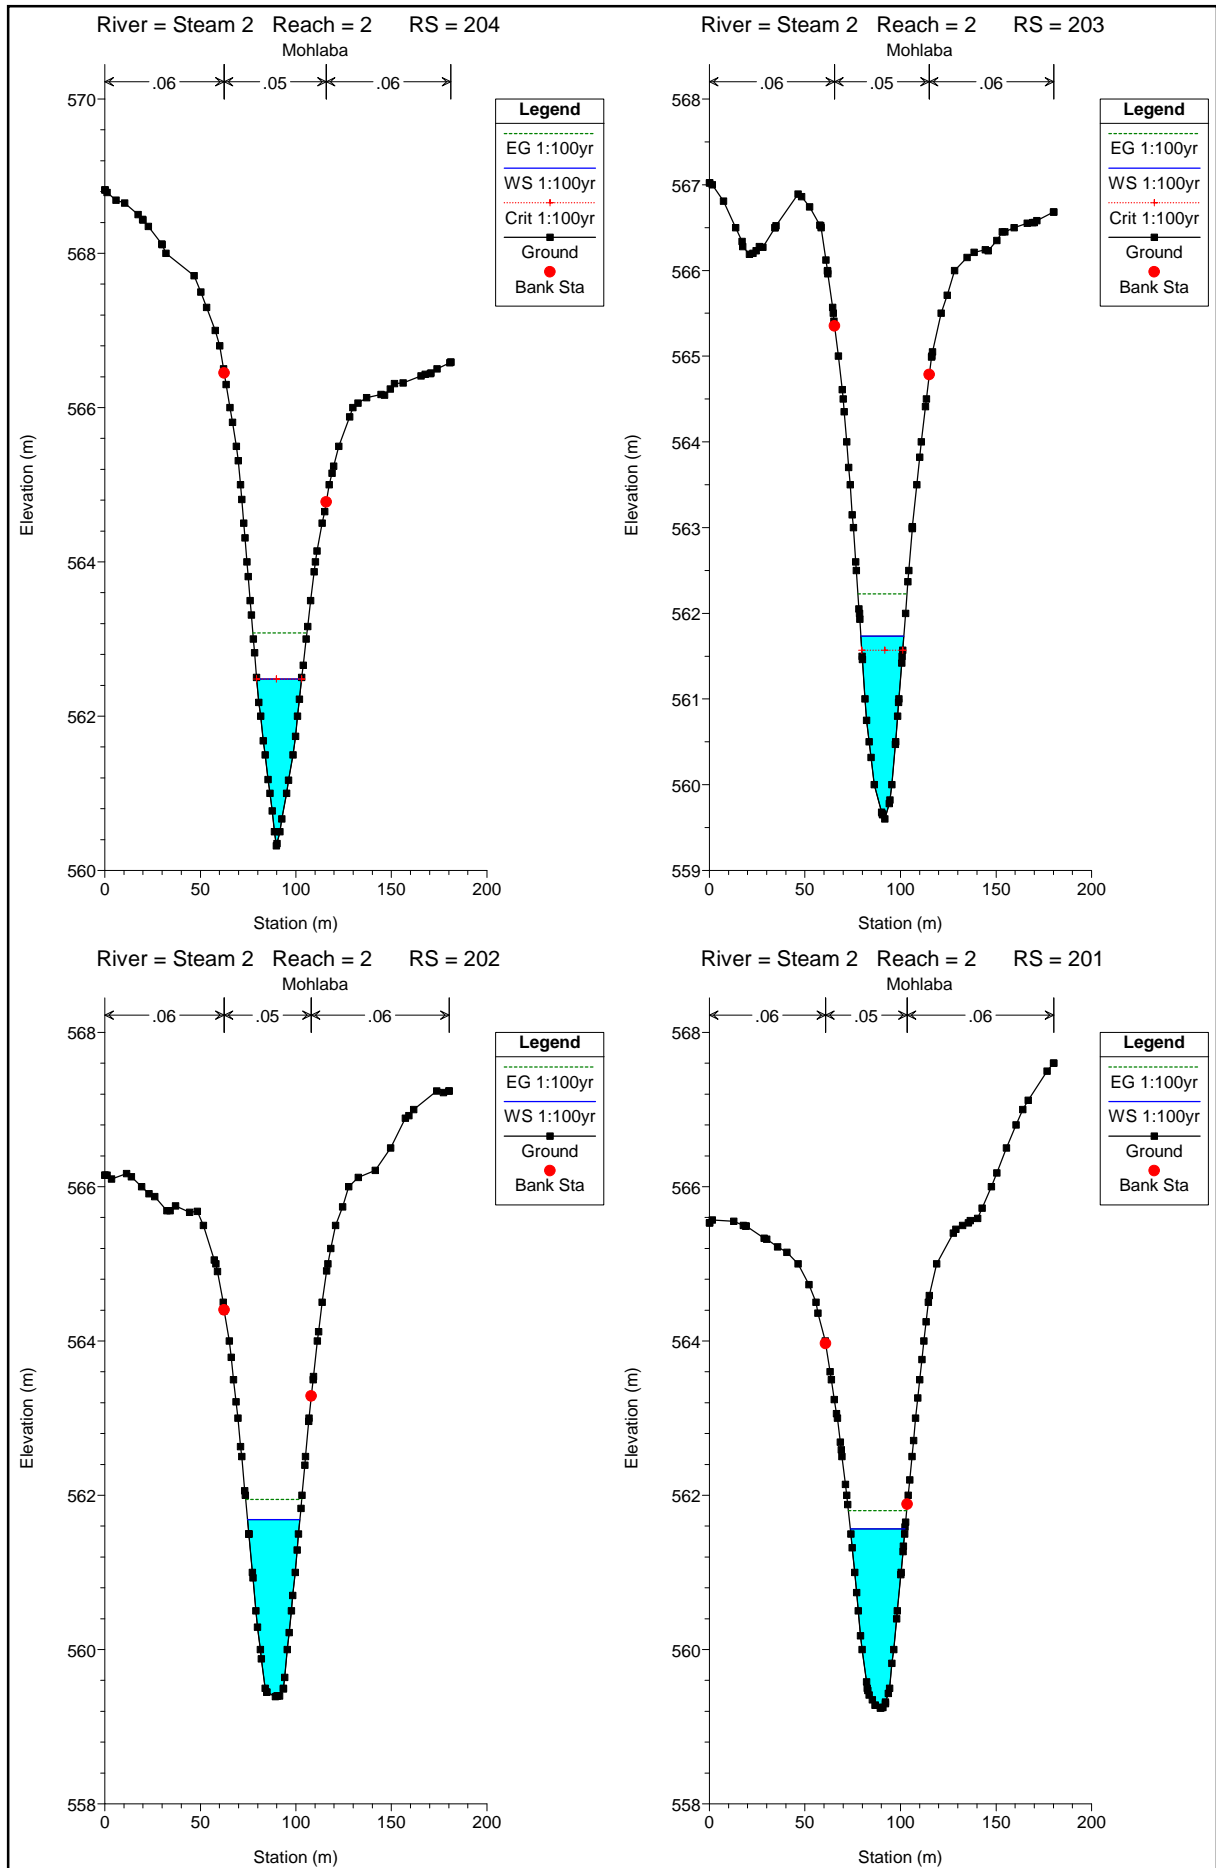 River = Steam 2   Reach = 2      RS = 204
Mohlaba
.06 .05 .06
Legend
EG 1:100yr
WS 1:100yr
Crit 1:100yr
Ground
Bank Sta
570
568
566
564
562
560
Elevation (m)
0 50 100 150 200
Station (m)
River = Steam 2   Reach = 2      RS = 203
Mohlaba
.06 .05 .06
Legend
EG 1:100yr
WS 1:100yr
Crit 1:100yr
Ground
Bank Sta
568
567
566
565
564
563
562
561
560
559
Elevation (m)
0 50 100 150 200
Station (m)
River = Steam 2   Reach = 2      RS = 202
Mohlaba
.06 .05 .06
Legend
EG 1:100yr
WS 1:100yr
Ground
Bank Sta
568
566
564
562
560
558
Elevation (m)
0 50 100 150 200
Station (m)
River = Steam 2   Reach = 2      RS = 201
Mohlaba
.06 .05 .06
Legend
EG 1:100yr
WS 1:100yr
Ground
Bank Sta
568
566
564
562
560
558
Elevation (m)
0 50 100 150 200
Station (m)